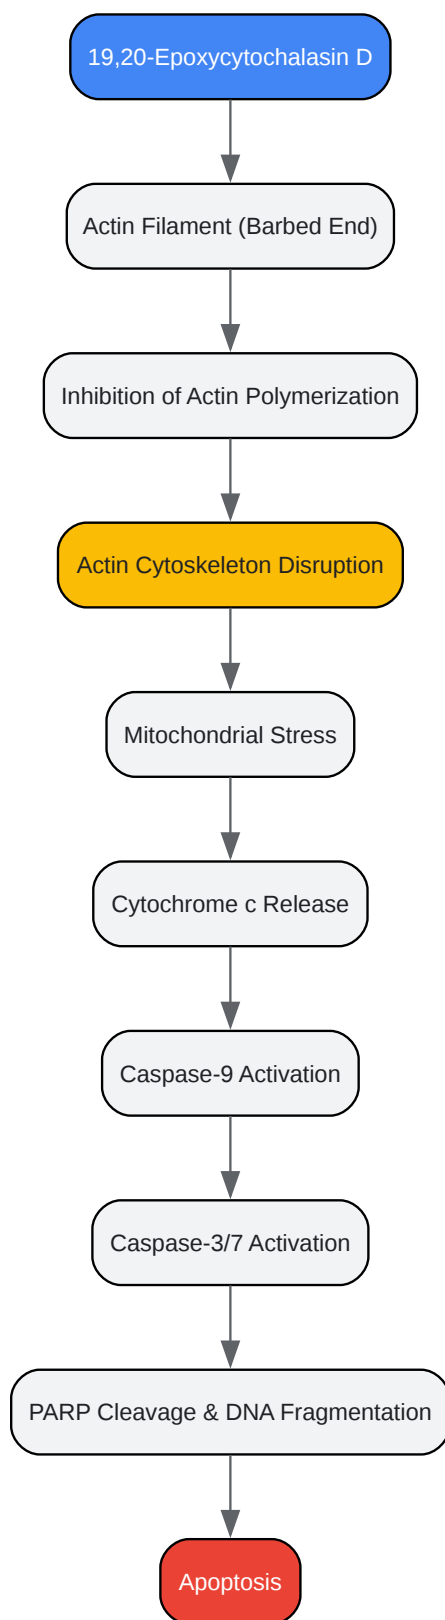 19,20-Epoxycytochalasin D
Actin Filament (Barbed End)
Inhibition of Actin Polymerization
Actin Cytoskeleton Disruption
Mitochondrial Stress
Cytochrome c Release
Caspase-9 Activation
Caspase-3/7 Activation
PARP Cleavage & DNA Fragmentation
Apoptosis